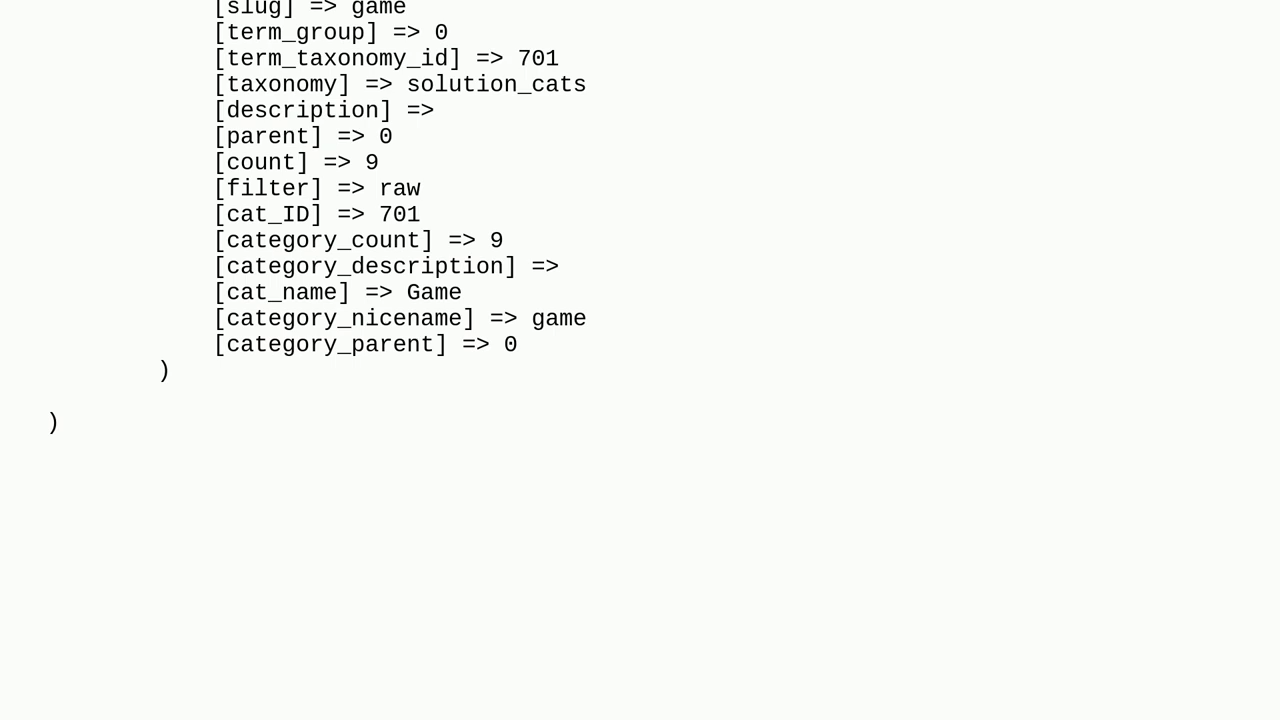 [slug] => game
[term_group] => 0
[term_taxonomy_id] => 701
[taxonomy] => solution_cats
[description] =>
[parent] => 0
[count] => 9
[filter] => raw
[cat_ID] => 701
[category_count] => 9
[category_description] =>
[cat_name] => Game
[category_nicename] => game
[category_parent] => 0
)
)